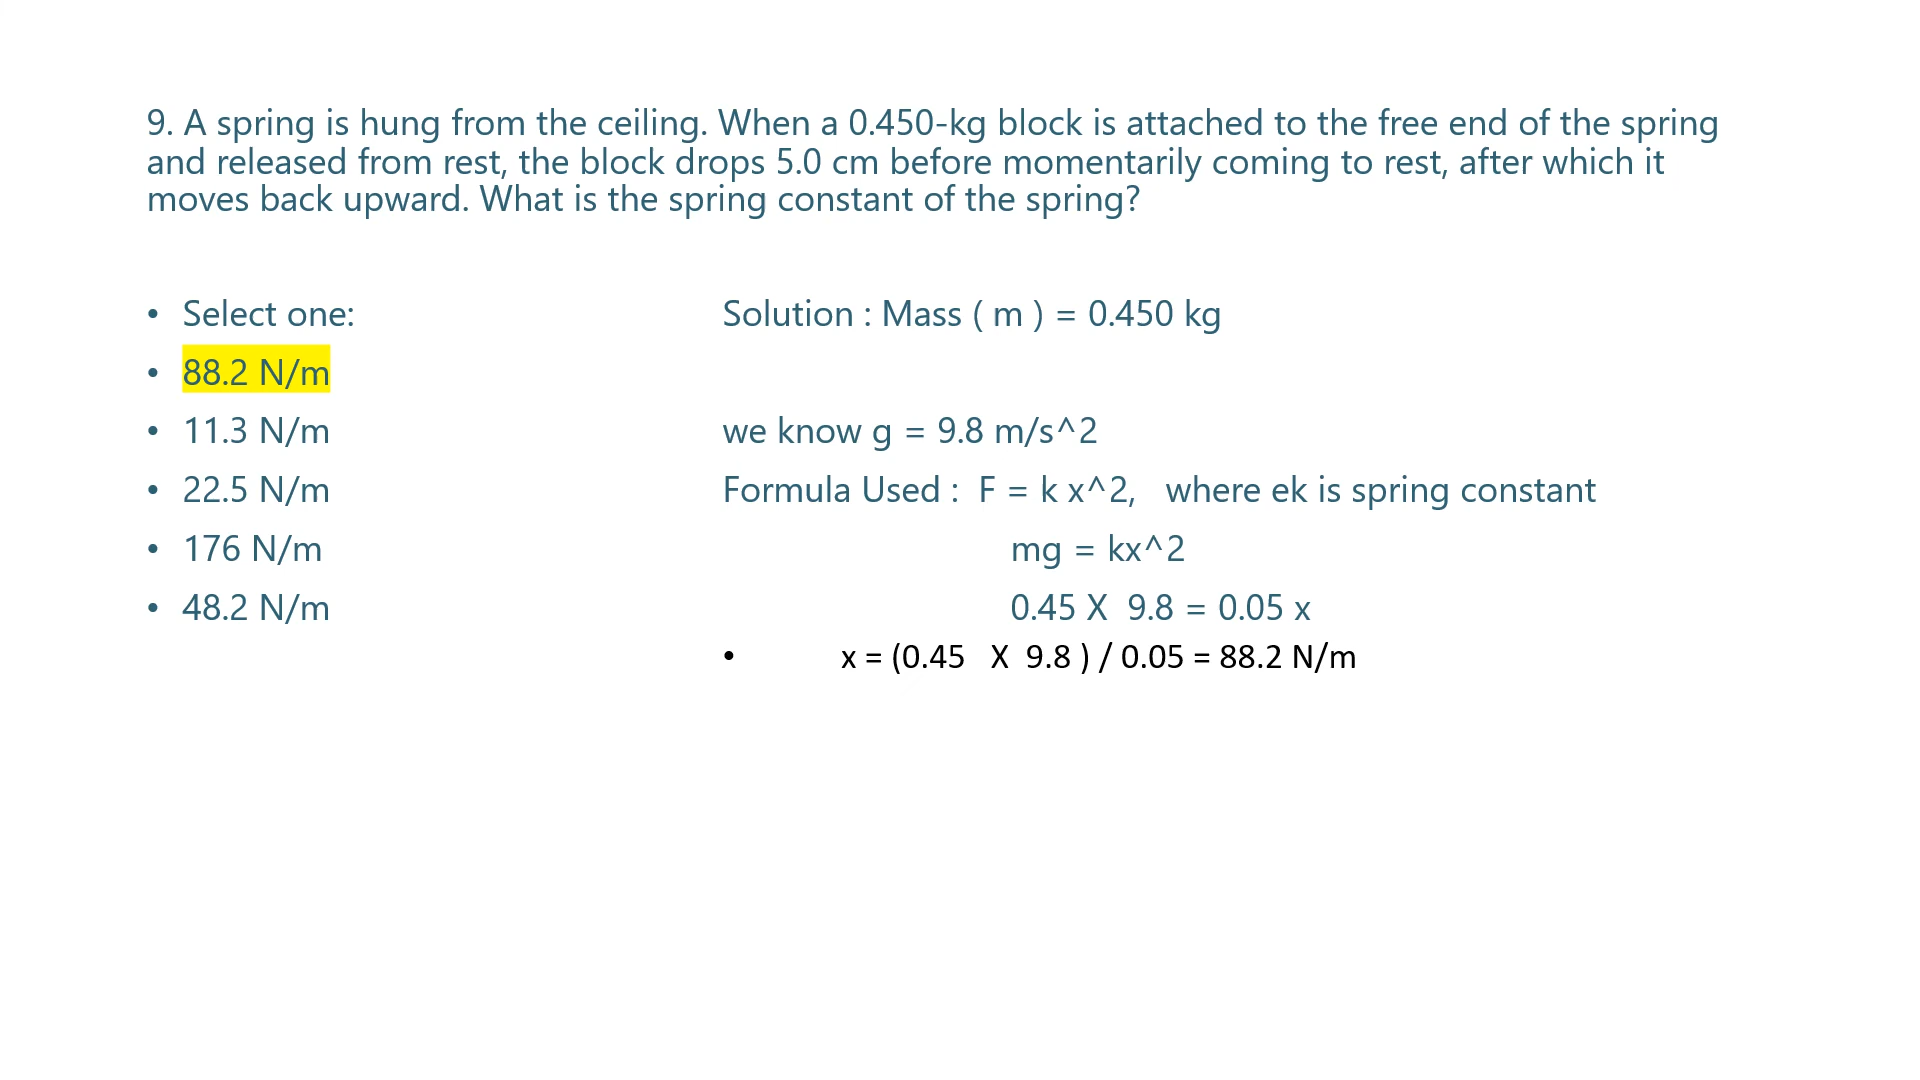 9. A spring is hung from the ceiling. When a 0.450-kg block is attached to the free end of the spring
and released from rest, the block drops 5.0 cm before momentarily coming to rest, after which it
moves back upward. What is the spring constant of the spring?
• Select one:
• 88.2 N/m
• 11.3 N/m
• 22.5 N/m
• 176 N/m
• 48.2 N/m
Solution : Mass ( m ) = 0.450 kg
we know g = 9.8 m/s^2
Formula Used : F = k x^2, where ek is spring constant
mg = kx^2
0.45 X 9.8 = 0.05 x
• x = (0.45 X 9.8 ) / 0.05 = 88.2 N/m